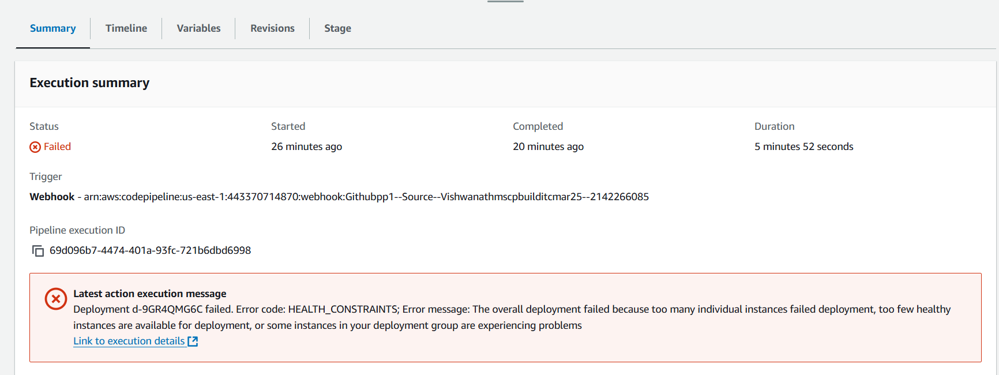 Summary
Timeline
Variables
Revisions
Stage
Execution summary
Status
Started
Completed
Duration
Failed
26 minutes ago
20 minutes ago
5 minutes 52 seconds
Trigger
Webhook - arn:aws:codepipeline:us-east-1:443370714870:webhook:Githubpp1--Source--Vishwanathmscpbuilditcmar25--2142266085
Pipeline execution ID
69d096b7-4474-401a-93fc-721b6dbd6998
Latest action execution message
Deployment d-9GR4QMG6C failed. Error code: HEALTH_CONSTRAINTS; Error message: The overall deployment failed because too many individual instances failed deployment, too few healthy
instances are available for deployment, or some instances in your deployment group are experiencing problems
Link to execution details